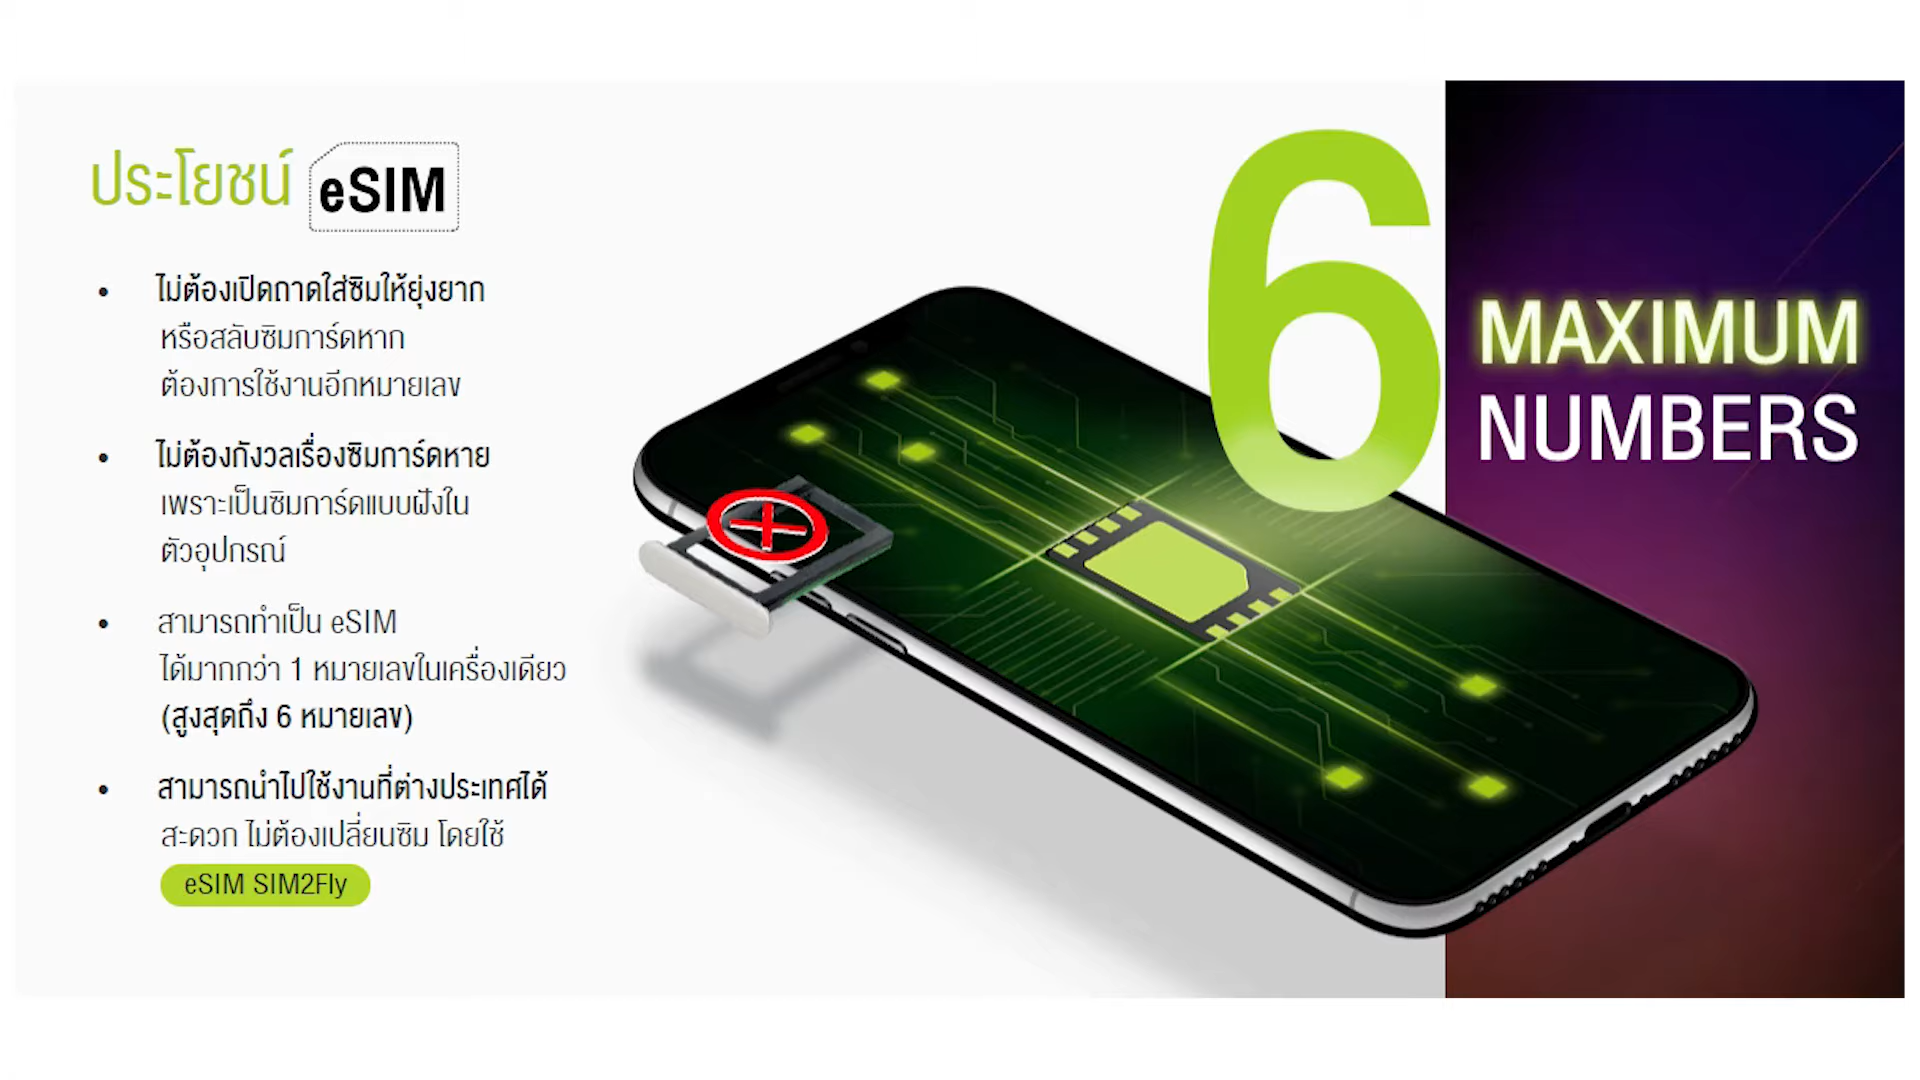 ประโยชน์ eSIM
• ไม่ต้องเปิดถาดใส่ซิมให้ยุ่งยาก
หรือสลับซิมการ์ดหาก
ต้องการใช้งานอีกหมายเลข
• ไม่ต้องกังวลเรื่องซิมการ์ดหาย
เพราะเป็นซิมการ์ดแบบฝังใน
ตัวอุปกรณ์
• สามารถทำเป็น eSIM
ได้มากกว่า 1 หมายเลขในเครื่องเดียว
(สูงสุดถึง 6 หมายเลข)
• สามารถนำไปใช้งานที่ต่างประเทศได้
สะดวก ไม่ต้องเปลี่ยนซิม โดยใช้
eSIM SIM2Fly
6
MAXIMUM
NUMBERS